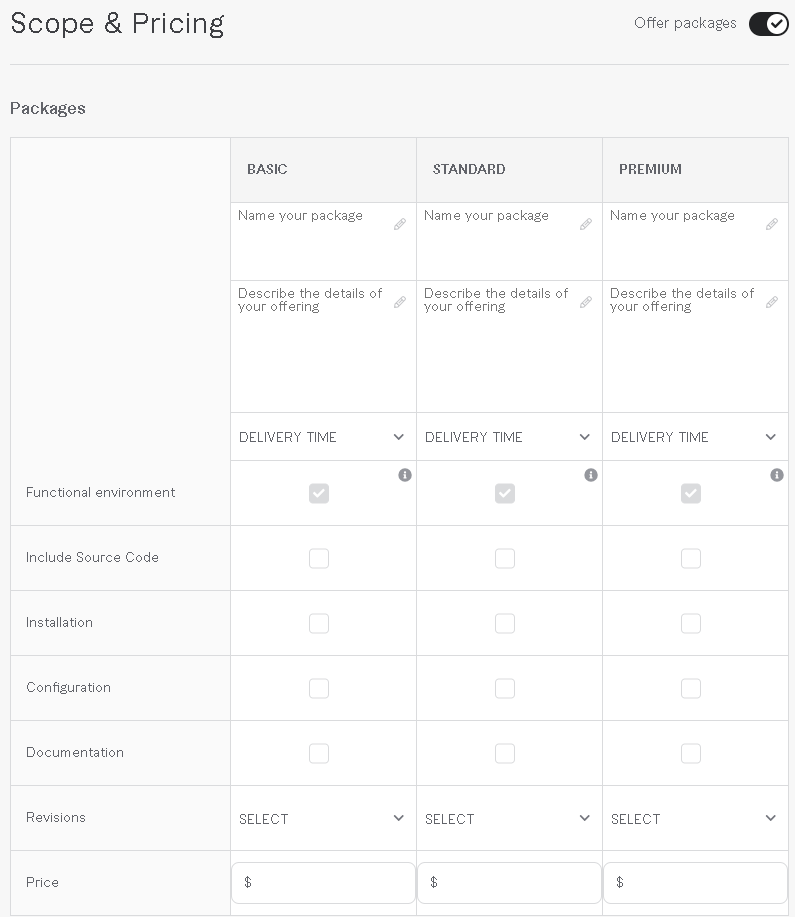 Scope & Pricing
Offer packages
Packages
BASIC
STANDARD
PREMIUM
Name your package
Name your package
Name your package
Describe the details of
your offering
Describe the details of
your offering
Describe the details of
your offering
DELIVERY TIME
DELIVERY TIME
DELIVERY TIME
Functional environment
Include Source Code
Installation
Configuration
Documentation
Revisions
SELECT
SELECT
SELECT
Price
$
$
$